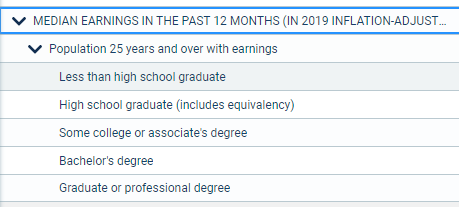 MEDIAN EARNINGS IN THE PAST 12 MONTHS (IN 2019 INFLATION-ADJUST...
Population 25 years and over with earnings
Less than high school graduate
High school graduate (includes equivalency)
Some college or associate's degree
Bachelor's degree
Graduate or professional degree